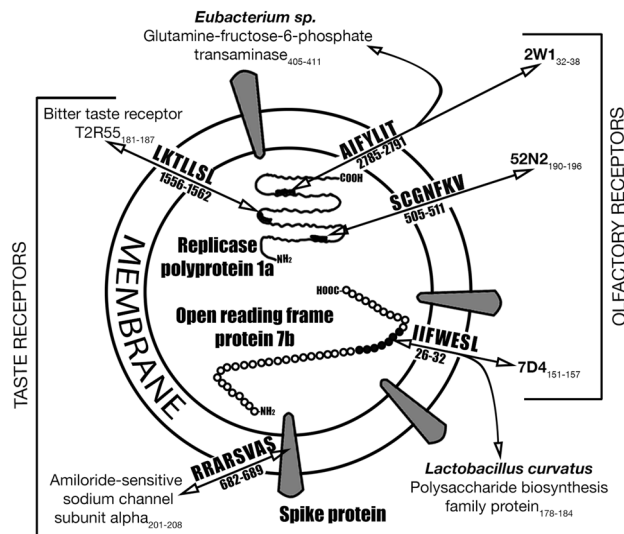 Eubacterium sp.
Glutamine-fructose-6-phosphate
transaminase405-411
2W132-38
OLFACTORY RECEPTORS
Bitter taste receptor
T2R55181-187
LKTLLSL
1556-1562
AIFYLIT
2785-2791
COOH
52N2190-196
SCGNFKV
505-511
TASTE RECEPTORS
Replicase
polyprotein 1a
NH2
MEMBRANE
HOOC
Open reading frame
protein 7b
IIFWESL
26-32
7D4151-157
NH2
RRARSVAS
682-689
Amiloride-sensitive
sodium channel
subunit alpha201-208
Spike protein
Lactobacillus curvatus
Polysaccharide biosynthesis
family protein178-184